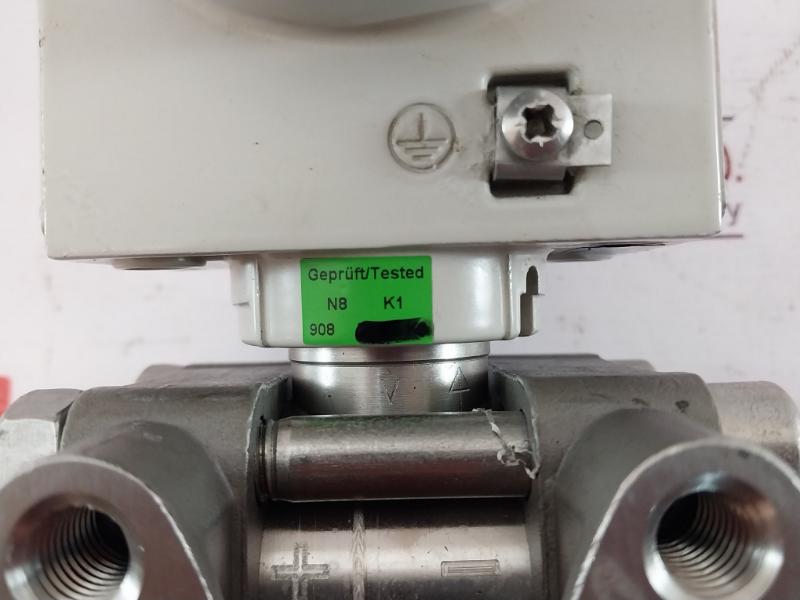 D.
y
Geprüft/Tested
N8 K1
908
+ −